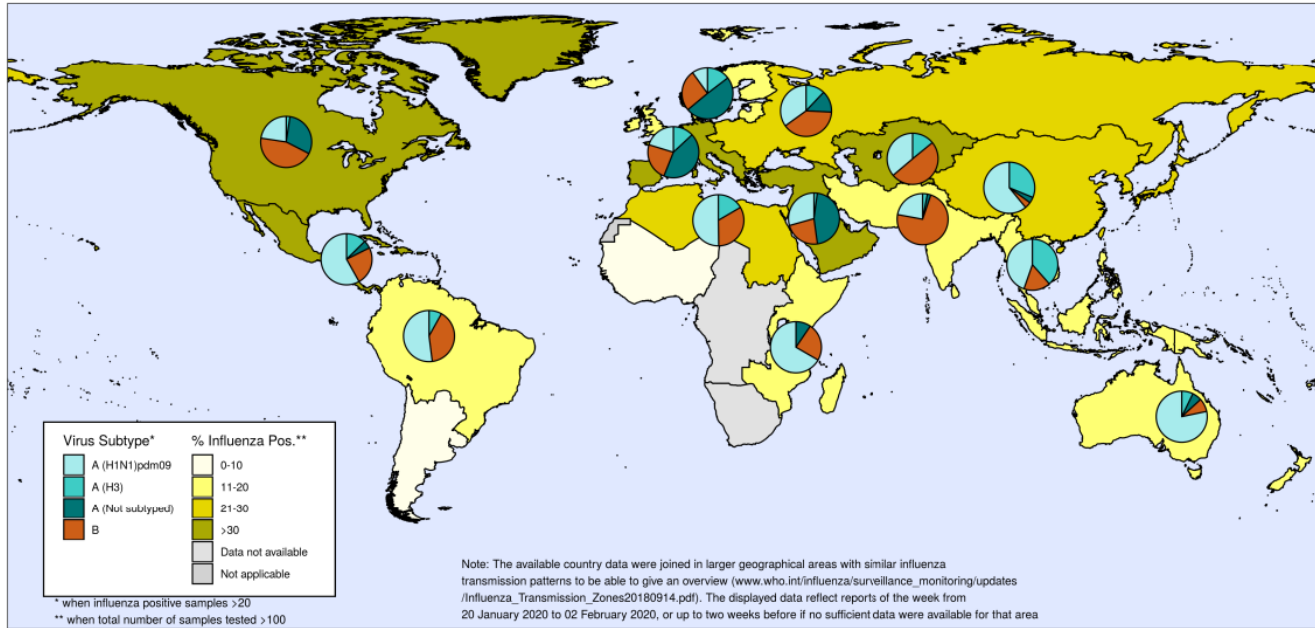 Virus Subtype*
A (H1N1)pdm09
A (H3)
A (Not subtyped)
B
% Influenza Pos.**
0-10
11-20
21-30
>30
Data not available
Not applicable
* when influenza positive samples >20
** when total number of samples tested >100
Note: The available country data were joined in larger geographical areas with similar influenza
transmission patterns to be able to give an overview (www.who.int/influenza/surveillance_monitoring/updates
/Influenza_Transmission_Zones20180914.pdf). The displayed data reflect reports of the week from
20 January 2020 to 02 February 2020, or up to two weeks before if no sufficient data were available for that area